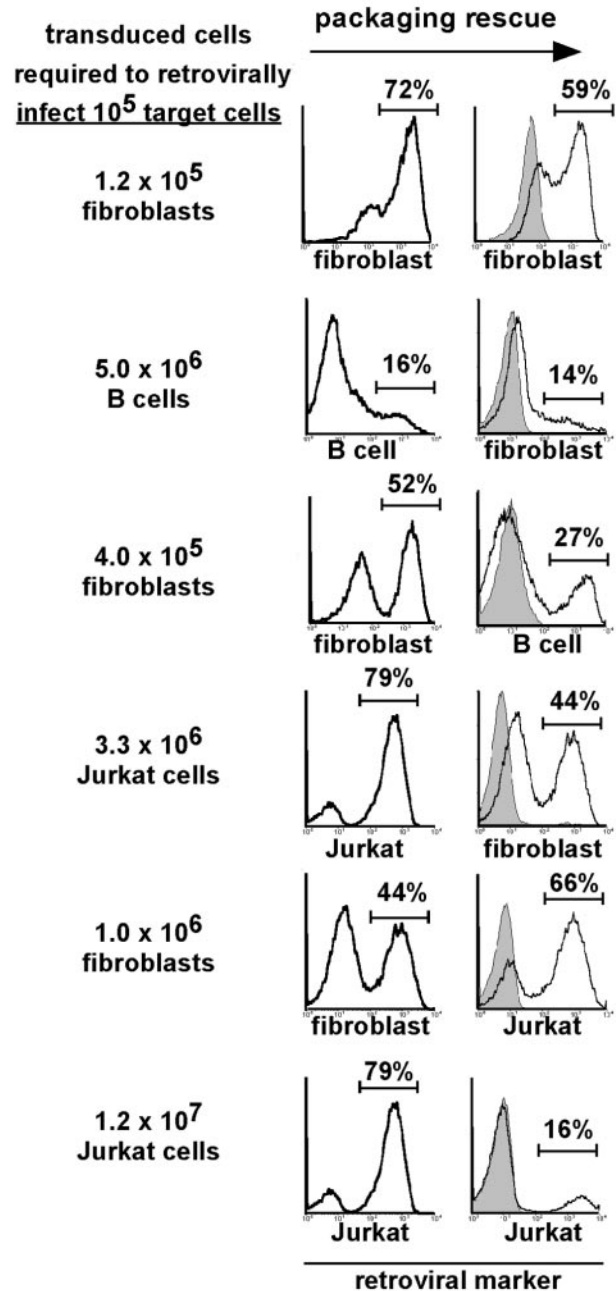 packaging rescue
transduced cells
required to retrovirally
infect 10⁵ target cells
72%
59%
1.2 x 10⁵
fibroblasts
fibroblast
fibroblast
5.0 x 10⁶
B cells
16%
14%
B cell
fibroblast
4.0 x 10⁵
fibroblasts
52%
27%
fibroblast
B cell
3.3 x 10⁶
Jurkat cells
79%
44%
Jurkat
fibroblast
1.0 x 10⁶
fibroblasts
44%
66%
fibroblast
Jurkat
1.2 x 10⁷
Jurkat cells
79%
16%
Jurkat
Jurkat
retroviral marker